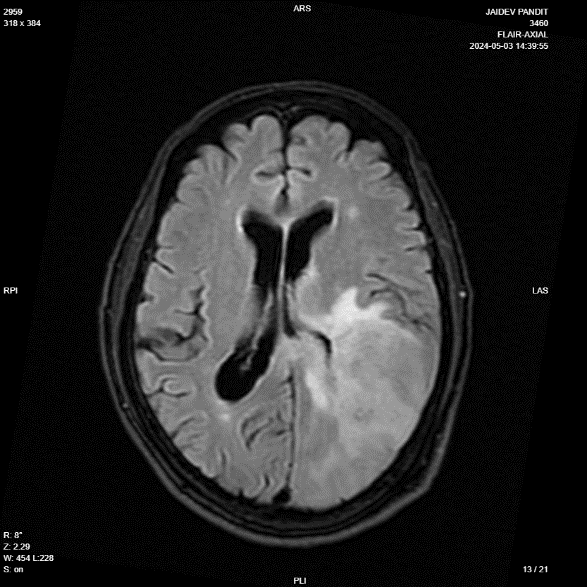 2959
318 x 384
ARS
JAIDEV PANDIT
3460
FLAIR-AXIAL
2024-05-03 14:39:55
RPI
LAS
R: 8°
Z: 2.29
W: 454 L:228
S: on
PLI
13 / 21